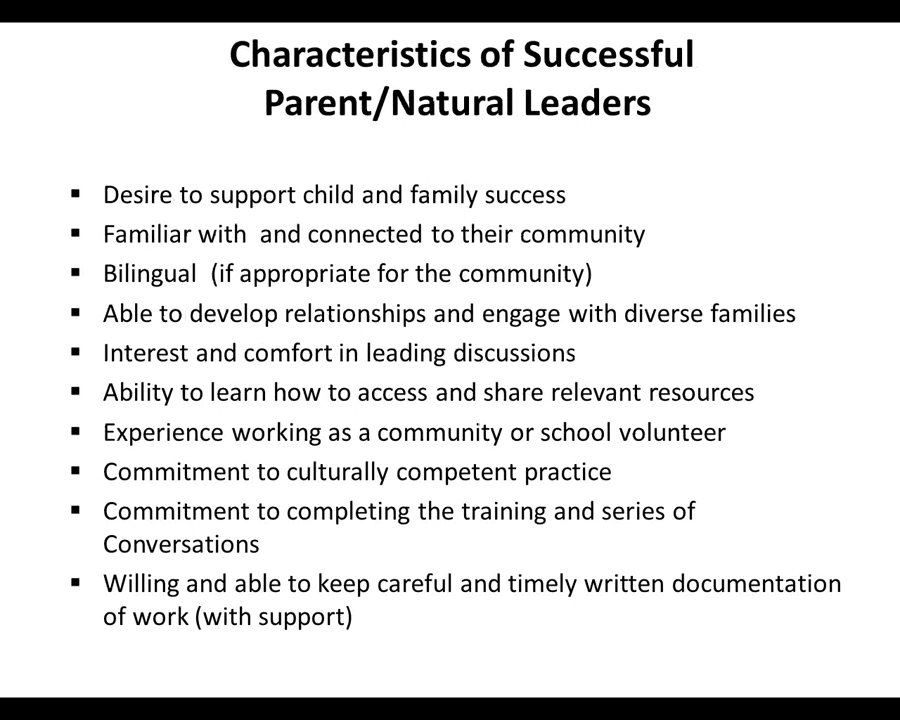 Characteristics of Successful
Parent/Natural Leaders
▪ Desire to support child and family success
▪ Familiar with  and connected to their community
▪ Bilingual  (if appropriate for the community)
▪ Able to develop relationships and engage with diverse families
▪ Interest and comfort in leading discussions
▪ Ability to learn how to access and share relevant resources
▪ Experience working as a community or school volunteer
▪ Commitment to culturally competent practice
▪ Commitment to completing the training and series of
Conversations
▪ Willing and able to keep careful and timely written documentation
of work (with support)